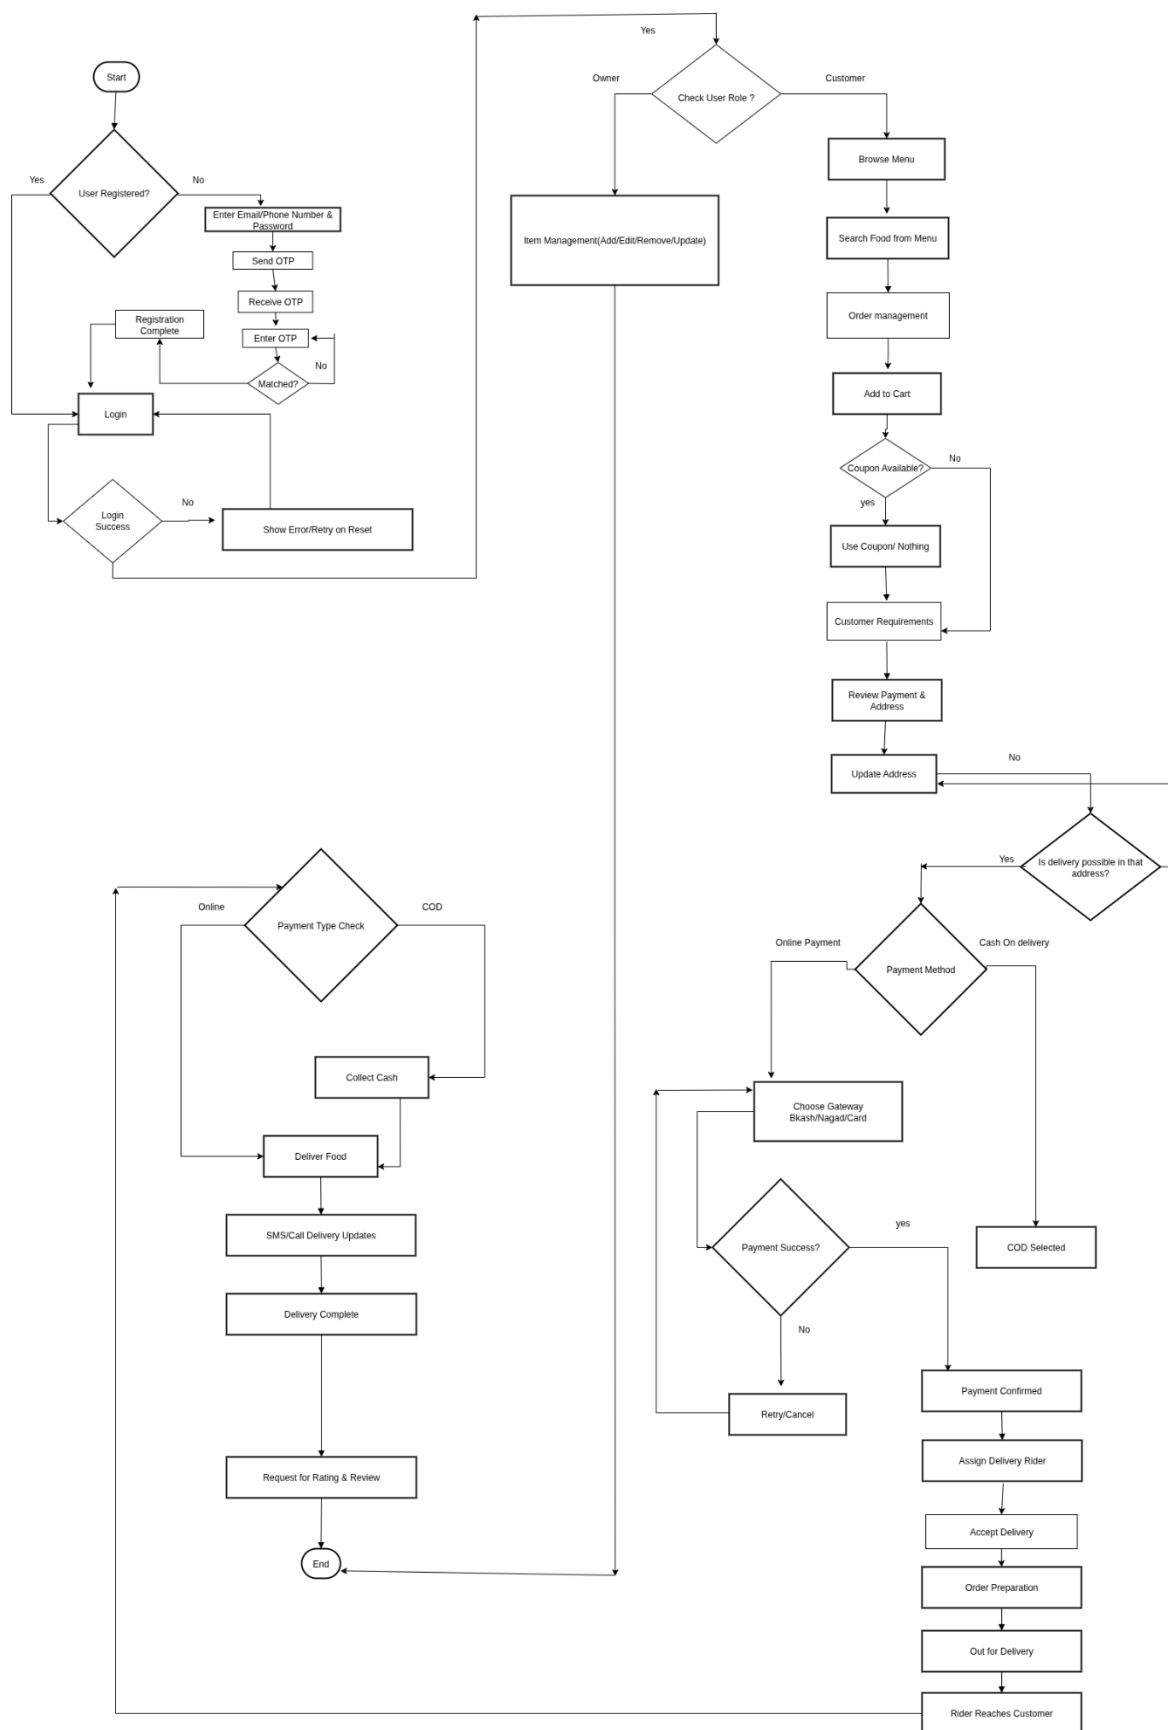 Start
User Registered?
Yes
No
Enter Email/Phone Number &
Password
Send OTP
Receive OTP
Enter OTP
Matched?
No
Registration
Complete
Login
Login
Success
No
Show Error/Retry on Reset
Yes
Check User Role ?
Owner
Customer
Item Management(Add/Edit/Remove/Update)
Browse Menu
Search Food from Menu
Order management
Add to Cart
Coupon Available?
No
yes
Use Coupon/ Nothing
Customer Requirements
Review Payment &
Address
Update Address
No
Is delivery possible in that
address?
Yes
Payment Method
Online Payment
Cash On delivery
Choose Gateway
Bkash/Nagad/Card
Payment Success?
yes
No
COD Selected
Retry/Cancel
Payment Confirmed
Assign Delivery Rider
Accept Delivery
Order Preparation
Out for Delivery
Rider Reaches Customer
Payment Type Check
Online
COD
Collect Cash
Deliver Food
SMS/Call Delivery Updates
Delivery Complete
Request for Rating & Review
End